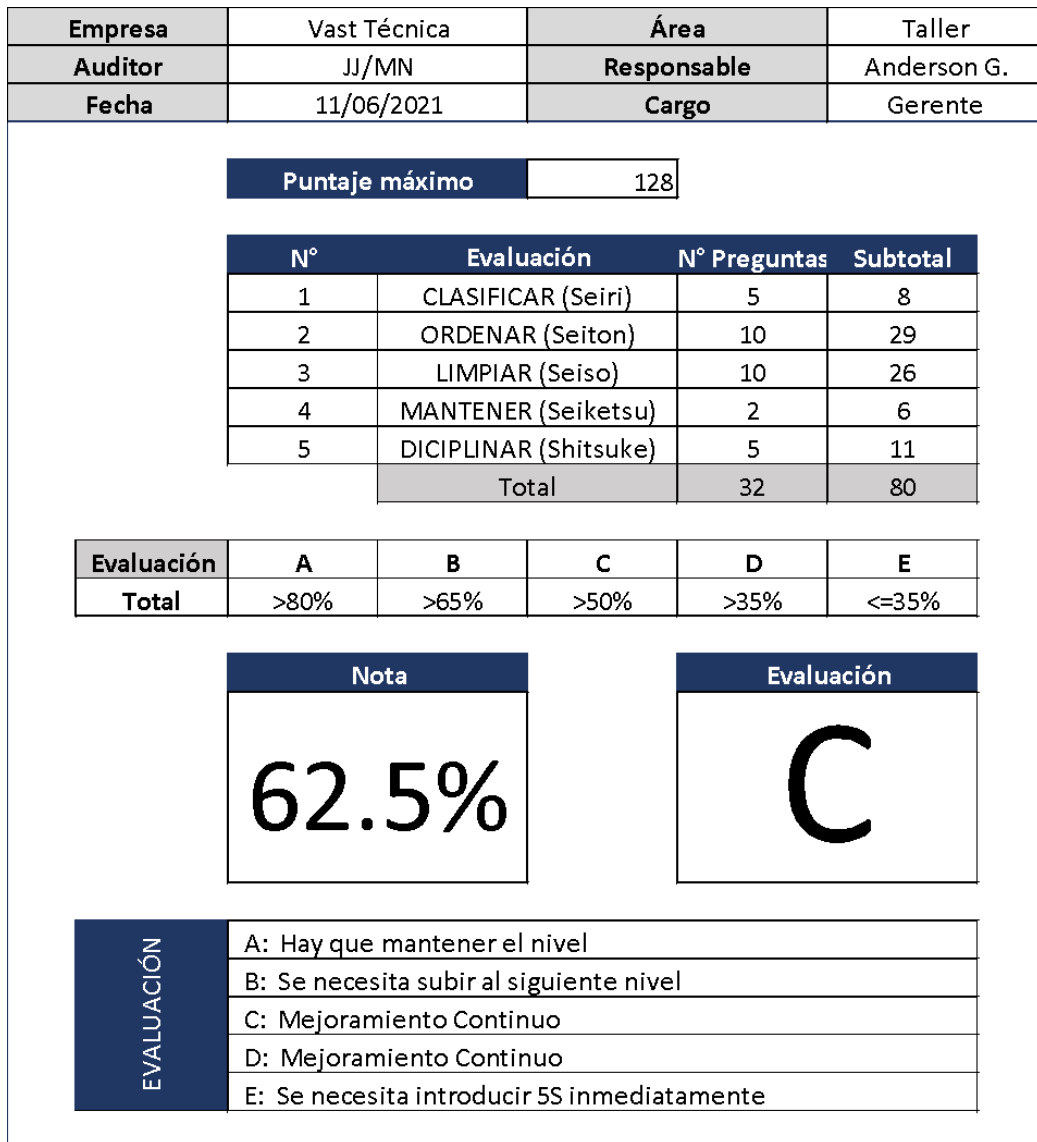 Empresa Vast Técnica Área Taller
Auditor JJ/MN Responsable Anderson G.
Fecha 11/06/2021 Cargo Gerente
Puntaje máximo 128
N° Evaluación N° Preguntas Subtotal
1 CLASIFICAR (Seiri) 5 8
2 ORDENAR (Seiton) 10 29
3 LIMPIAR (Seiso) 10 26
4 MANTENER (Seiketsu) 2 6
5 DICIPLINAR (Shitsuke) 5 11
Total 32 80
Evaluación A B C D E
Total >80% >65% >50% >35% <=35%
Nota Evaluación
62.5% C
EVALUACIÓN
A: Hay que mantener el nivel
B: Se necesita subir al siguiente nivel
C: Mejoramiento Continuo
D: Mejoramiento Continuo
E: Se necesita introducir 5S inmediatamente